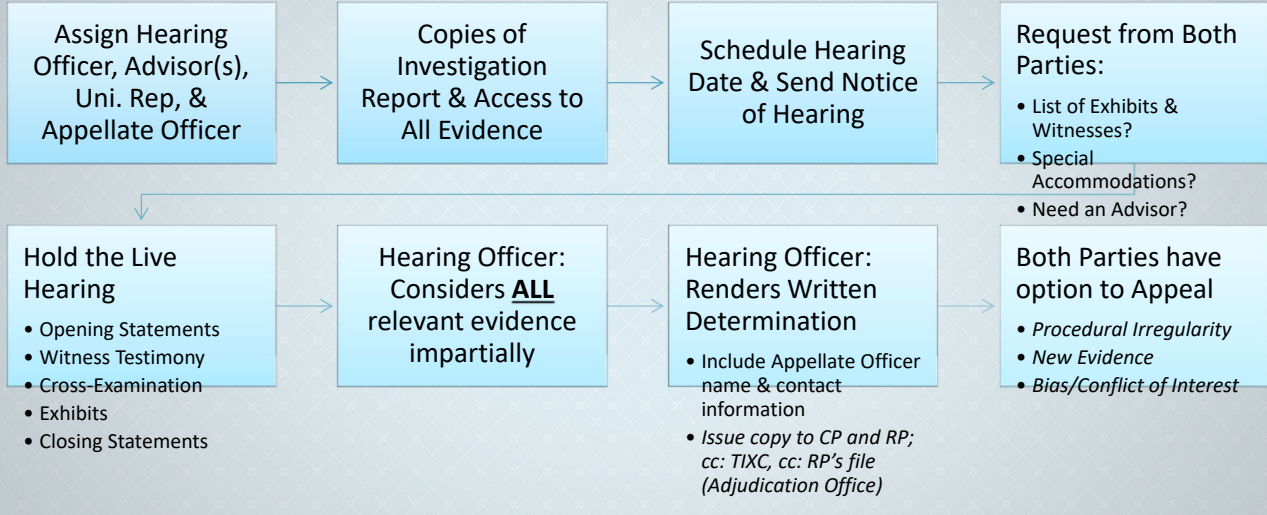 Assign Hearing
Officer, Advisor(s),
Uni. Rep, &
Appellate Officer
Copies of
Investigation
Report & Access to
All Evidence
Schedule Hearing
Date & Send Notice
of Hearing
Request from Both
Parties:
• List of Exhibits &
Witnesses?
• Special
Accommodations?
• Need an Advisor?
Hold the Live
Hearing
• Opening Statements
• Witness Testimony
• Cross-Examination
• Exhibits
• Closing Statements
Hearing Officer:
Considers ALL
relevant evidence
impartially
Hearing Officer:
Renders Written
Determination
• Include Appellate Officer
name & contact
information
• Issue copy to CP and RP;
cc: TIXC, cc: RP's file
(Adjudication Office)
Both Parties have
option to Appeal
• Procedural Irregularity
• New Evidence
• Bias/Conflict of Interest